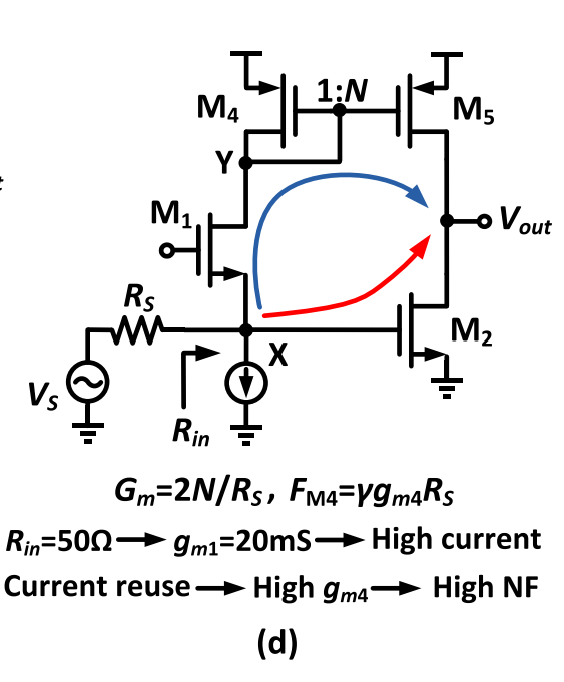 1:N
M4
M5
Y
t
M1
Vout
RS
X
M2
VS
Rin
Gm=2N/RS, FM4=γgm4RS
Rin=50Ω → gm1=20mS → High current
Current reuse → High gm4 → High NF
(d)